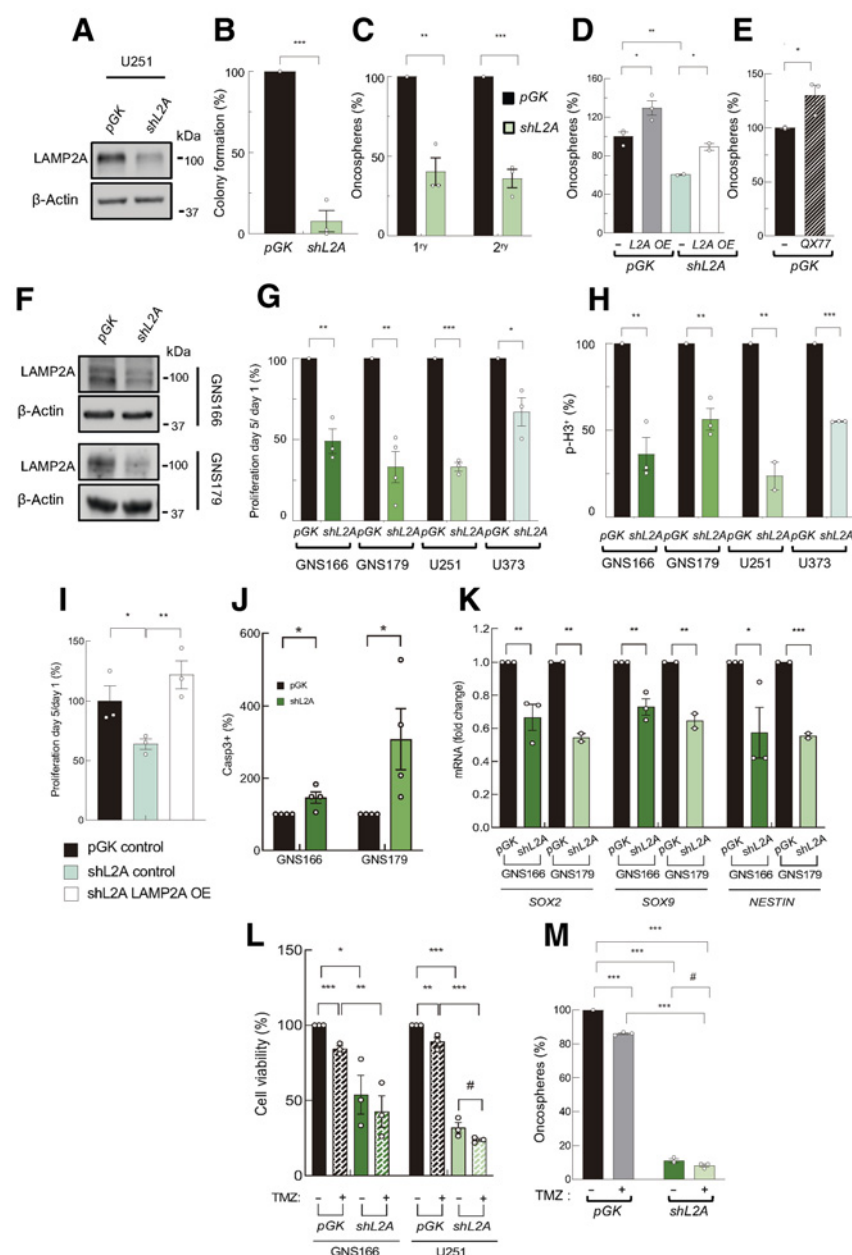 A
U251
pGK shL2A
kDa
LAMP2A
-100
β-Actin
-37
B
***
Colony formation (%)
100
50
0
pGK shL2A
C
** ***
Oncospheres (%)
100
50
0
1ry 2ry
pGK
shL2A
D
**
* *
Oncospheres (%)
160
120
80
40
0
– L2A OE – L2A OE
pGK shL2A
E
*
Oncospheres (%)
150
100
50
0
– QX77
pGK
F
pGK shL2A
kDa
LAMP2A
-100
β-Actin
-37
GNS166
LAMP2A
-100
β-Actin
-37
GNS179
G
** ** *** *
Proliferation day 5/ day 1 (%)
100
50
0
pGK shL2A pGK shL2A pGK shL2A pGK shL2A
GNS166 GNS179 U251 U373
H
** ** ** ***
p-H3+ (%)
100
50
0
pGK shL2A pGK shL2A pGK shL2A pGK shL2A
GNS166 GNS179 U251 U373
I
* **
Proliferation day 5/day 1 (%)
150
100
50
0
pGK control
shL2A control
shL2A LAMP2A OE
J
* *
Casp3+ (%)
600
400
200
0
pGK
shL2A
GNS166 GNS179
K
** ** ** ** * ***
mRNA (fold change)
1.2
1.0
0.8
0.6
0.4
0.2
0.0
pGK shL2A pGK shL2A pGK shL2A pGK shL2A pGK shL2A pGK shL2A
GNS166 GNS179 GNS166 GNS179 GNS166 GNS179
SOX2 SOX9 NESTIN
L
* ***
*** ** ** ***
#
Cell viability (%)
150
100
50
0
TMZ: – + – + – + – +
pGK shL2A pGK shL2A
GNS166 U251
M
***
***
*** #
***
Oncospheres (%)
100
80
60
40
20
0
TMZ : – + – +
pGK shL2A